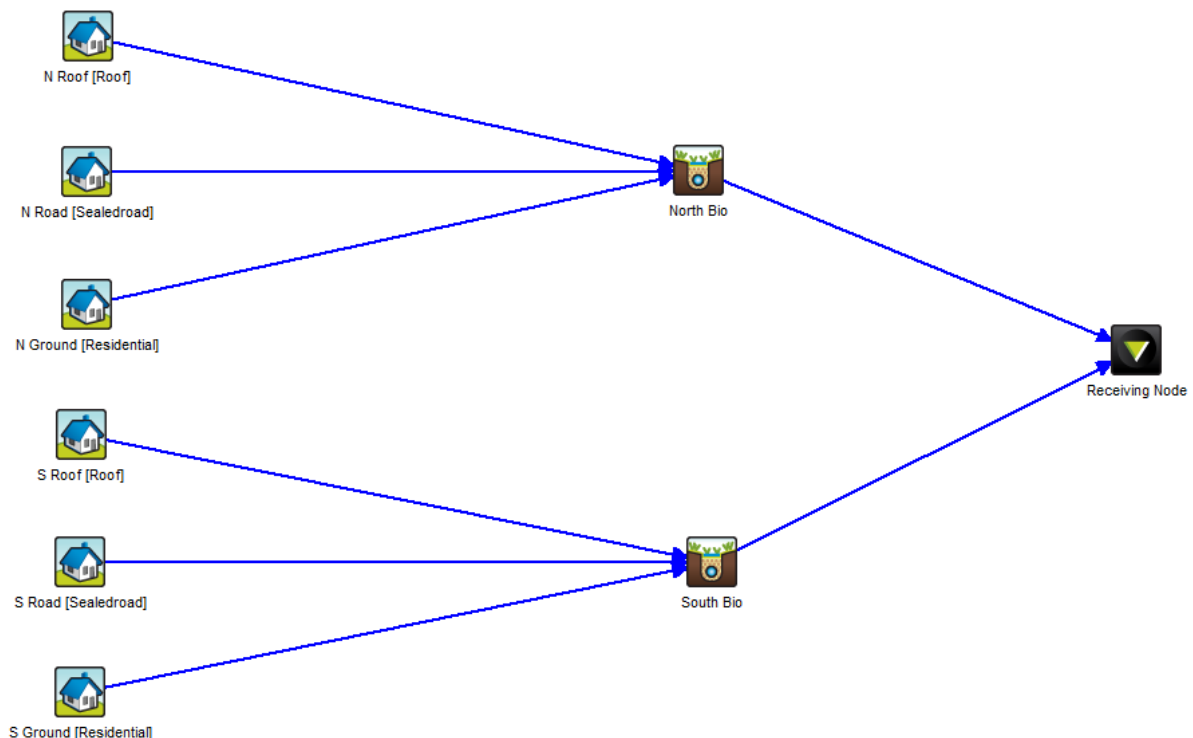 N Roof [Roof]
N Road [Sealedroad]
North Bio
N Ground [Residential]
Receiving Node
S Roof [Roof]
S Road [Sealedroad]
South Bio
S Ground [Residential]